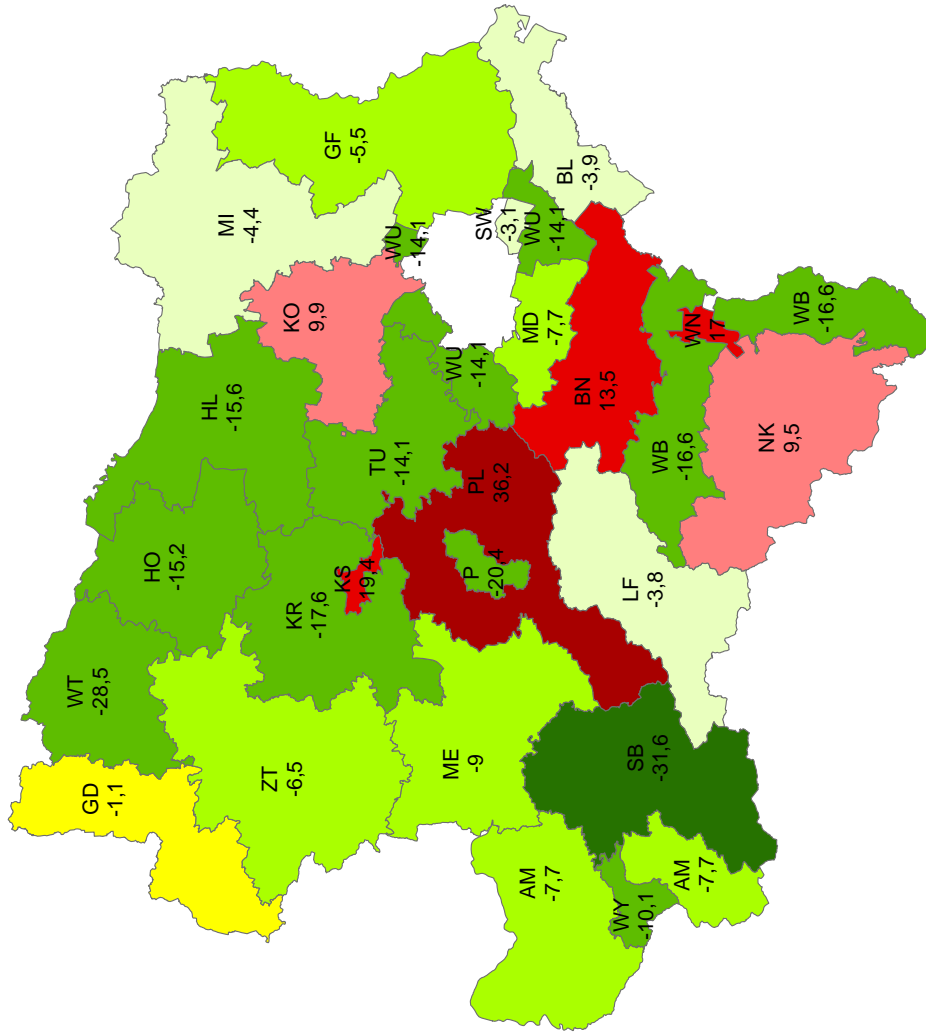 WT
-28,5
GD
-1,1
HO
-15,2
HL
-15,6
MI
-4,4
ZT
-6,5
KO
9,9
KR
-17,6
GF
-5,5
KS
19,4
TU
-14,1
WU
-14,1
ME
-9
WU
-14,1
P
-20,4
PL
36,2
SW
-3,1
AM
-7,7
MD
-7,7
WU
-14,1
BL
-3,9
BN
13,5
WY
-10,1
LF
-3,8
SB
-31,6
WB
-16,6
AM
-7,7
WN
17
NK
9,5
WB
-16,6